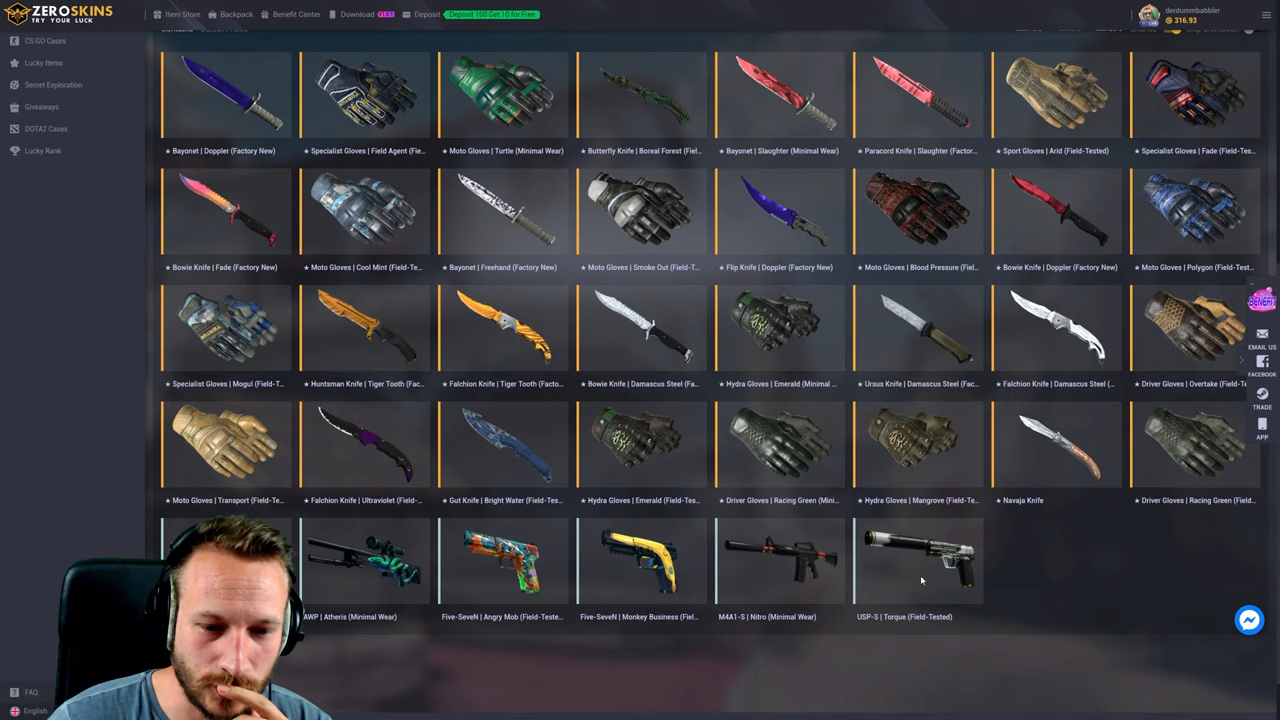 ZEROSKINS
TRY YOUR LUCK
Item Store
Backpack
Benefit Center
Download
Deposit
Deposit 100 Get 10 for Free
derdummbabbler
316.93
CS:GO Cases
Lucky Items
Secret Exploration
Giveaways
DOTA2 Cases
Lucky Rank
★ Bayonet | Doppler (Factory New)
★ Specialist Gloves | Field Agent (Fie...
★ Moto Gloves | Turtle (Minimal Wear)
★ Butterfly Knife | Boreal Forest (Fiel...
★ Bayonet | Slaughter (Minimal Wear)
★ Paracord Knife | Slaughter (Factor...
★ Sport Gloves | Arid (Field-Tested)
★ Specialist Gloves | Fade (Field-Tes...
★ Bowie Knife | Fade (Factory New)
★ Moto Gloves | Cool Mint (Field-Te...
★ Bayonet | Freehand (Factory New)
★ Moto Gloves | Smoke Out (Field-T...
★ Flip Knife | Doppler (Factory New)
★ Moto Gloves | Blood Pressure (Fiel...
★ Bowie Knife | Doppler (Factory New)
★ Moto Gloves | Polygon (Field-Test...
★ Specialist Gloves | Mogul (Field-T...
★ Huntsman Knife | Tiger Tooth (Fac...
★ Falchion Knife | Tiger Tooth (Facto...
★ Bowie Knife | Damascus Steel (Fa...
★ Hydra Gloves | Emerald (Minimal ...
★ Ursus Knife | Damascus Steel (Fac...
★ Falchion Knife | Damascus Steel (...
★ Driver Gloves | Overtake (Field-Te
★ Moto Gloves | Transport (Field-Te...
★ Falchion Knife | Ultraviolet (Field-...
★ Gut Knife | Bright Water (Field-Tes...
★ Hydra Gloves | Emerald (Field-Tes...
★ Driver Gloves | Racing Green (Mini...
★ Hydra Gloves | Mangrove (Field-Te...
★ Navaja Knife
★ Driver Gloves | Racing Green (Field...
AWP | Atheris (Minimal Wear)
Five-SeveN | Angry Mob (Field-Teste...
Five-SeveN | Monkey Business (Fiel...
M4A1-S | Nitro (Minimal Wear)
USP-S | Torque (Field-Tested)
BENEFIT
EMAIL US
FACEBOOK
TRADE
APP
FAQ
English